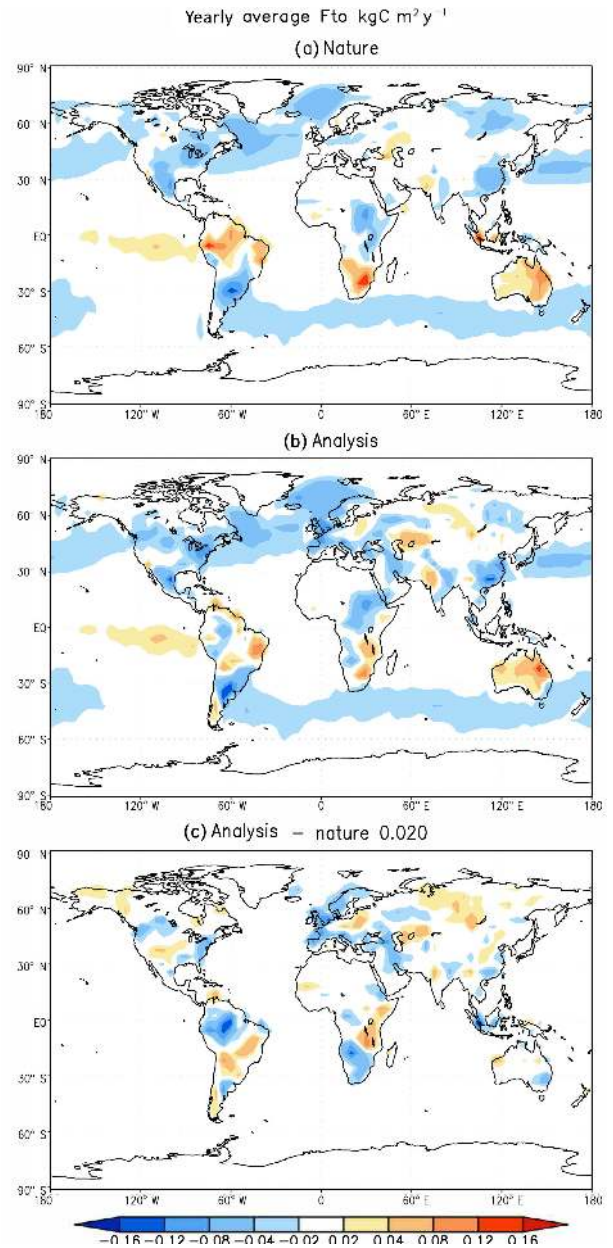 Yearly average Fto kgC m² y⁻¹
(a) Nature
90° N
60° N
30° N
EQ
30° S
60° S
90° S
180 120° W 60° W 0 60° E 120° E 180
(b) Analysis
90° N
60° N
30° N
EQ
30° S
60° S
90° S
180 120° W 60° W 0 60° E 120° E 180
(c) Analysis − nature 0.020
90° N
60° N
30° N
EQ
30° S
60° S
90° S
180 120° W 60° W 0 60° E 120° E 180
−0.16 −0.12 −0.08 −0.04 −0.02 0.02 0.04 0.08 0.12 0.16